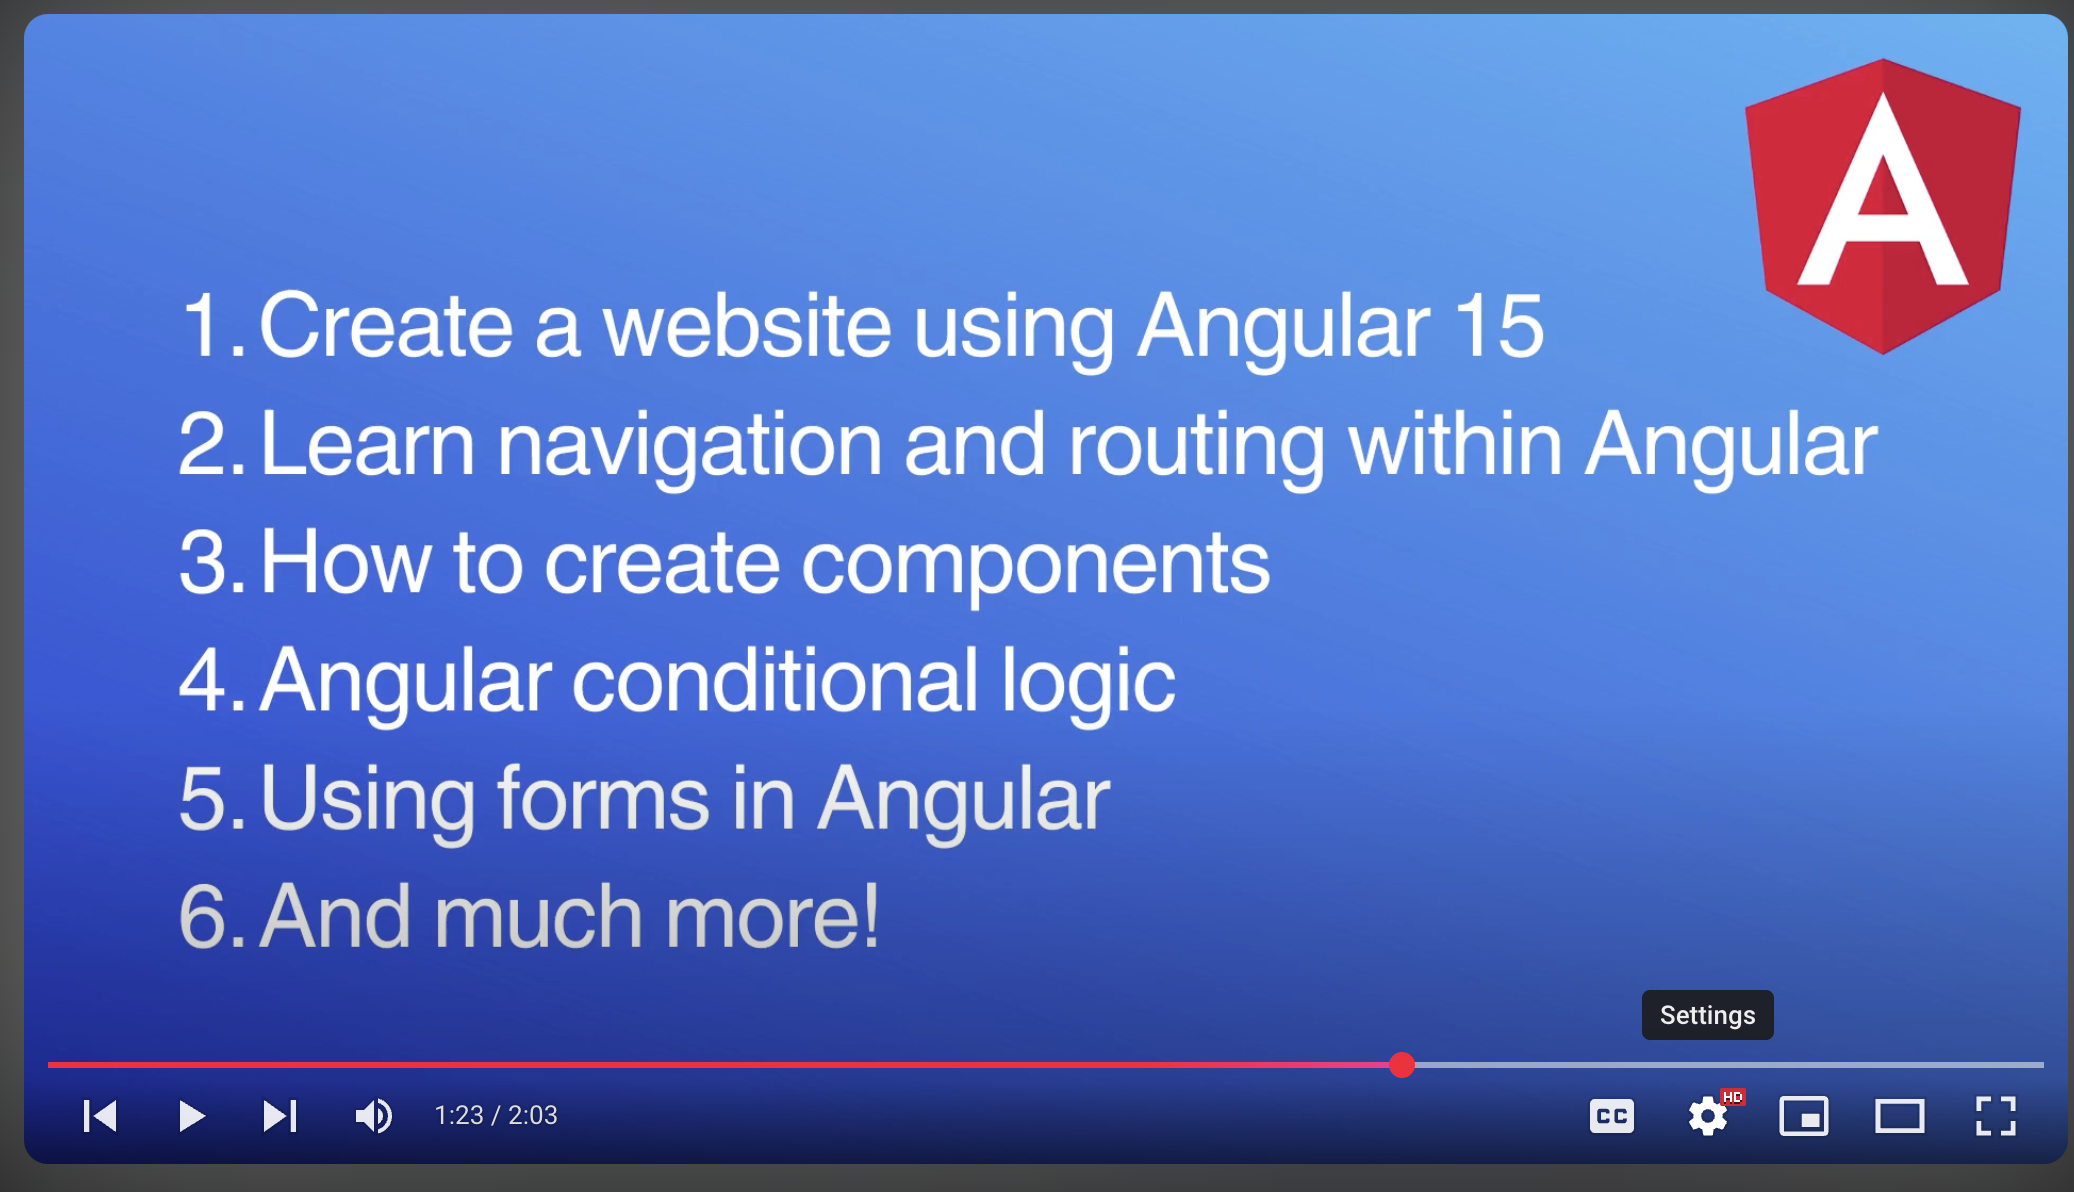 A
1. Create a website using Angular 15
2. Learn navigation and routing within Angular
3. How to create components
4. Angular conditional logic
5. Using forms in Angular
6. And much more!
Settings
1:23 / 2:03
CC
HD